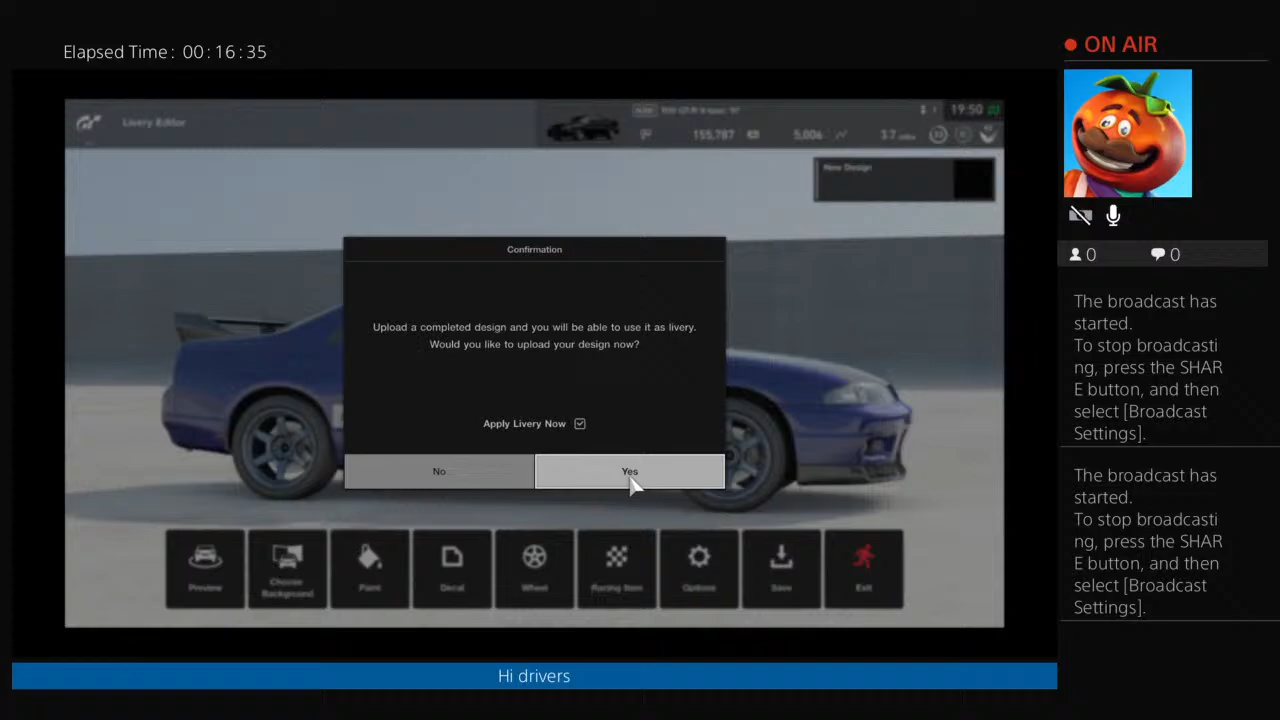 Elapsed Time: 00:16:35
ON AIR
Livery Editor
19:50
155,787
5,006
37
New Design
0
0
Confirmation
Upload a completed design and you will be able to use it as livery.
Would you like to upload your design now?
Apply Livery Now
No
Yes
Preview
Choose
Background
Paint
Decal
Wheel
Racing Item
Options
Save
Exit
The broadcast has
started.
To stop broadcasti
ng, press the SHAR
E button, and then
select [Broadcast
Settings].
The broadcast has
started.
To stop broadcasti
ng, press the SHAR
E button, and then
select [Broadcast
Settings].
Hi drivers